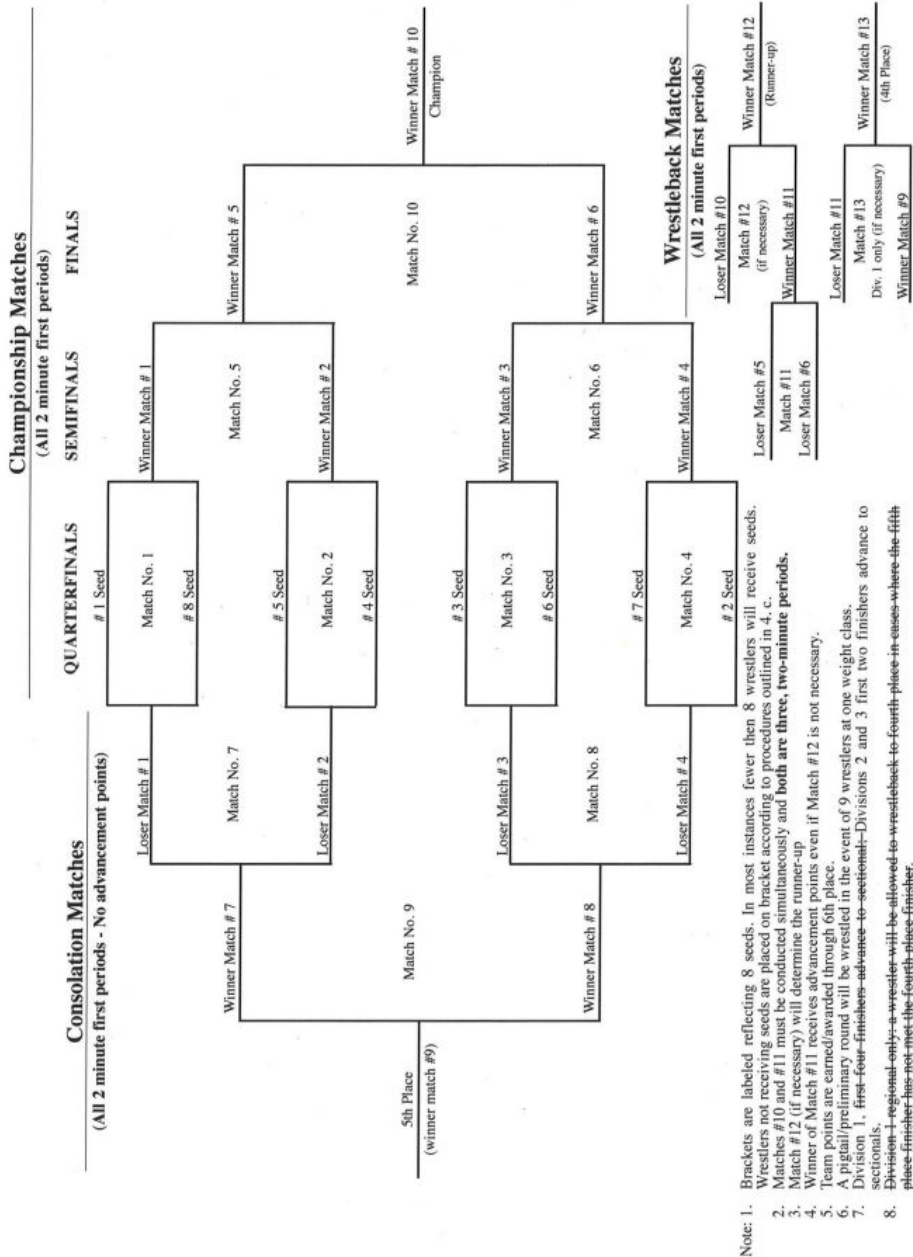 Championship Matches
(All 2 minute first periods)
QUARTERFINALS
SEMIFINALS
FINALS
Consolation Matches
(All 2 minute first periods - No advancement points)
# 1 Seed
Match No. 1
# 8 Seed
# 5 Seed
Match No. 2
# 4 Seed
# 3 Seed
Match No. 3
# 6 Seed
# 7 Seed
Match No. 4
# 2 Seed
Winner Match # 1
Match No. 5
Winner Match # 2
Winner Match # 3
Match No. 6
Winner Match # 4
Winner Match # 5
Match No. 10
Winner Match # 6
Winner Match # 10
Champion
Loser Match # 1
Match No. 7
Loser Match # 2
Loser Match # 3
Match No. 8
Loser Match # 4
Winner Match # 7
Match No. 9
Winner Match # 8
5th Place
(winner match #9)
Wrestleback Matches
(All 2 minute first periods)
Loser Match #5
Match #11
Loser Match #6
Loser Match #10
Match #12
(if necessary)
Winner Match #11
Winner Match #12
(Runner-up)
Loser Match #11
Match #13
Div. 1 only (if necessary)
Winner Match #9
Winner Match #13
(4th Place)
Note: 1. Brackets are labeled reflecting 8 seeds. In most instances fewer then 8 wrestlers will receive seeds.
Wrestlers not receiving seeds are placed on bracket according to procedures outlined in 4. c.
2. Matches #10 and #11 must be conducted simultaneously and both are three, two-minute periods.
3. Match #12 (if necessary) will determine the runner-up
4. Winner of Match #11 receives advancement points even if Match #12 is not necessary.
5. Team points are earned/awarded through 6th place.
6. A pigtail/preliminary round will be wrestled in the event of 9 wrestlers at one weight class.
7. Division 1. first four finishers advance to sectional, Divisions 2 and 3 first two finishers advance to
sectionals.
8. Division 1 regional only: a wrestler will be allowed to wrestleback to fourth place in cases where the fifth
place finisher has not met the fourth place finisher.